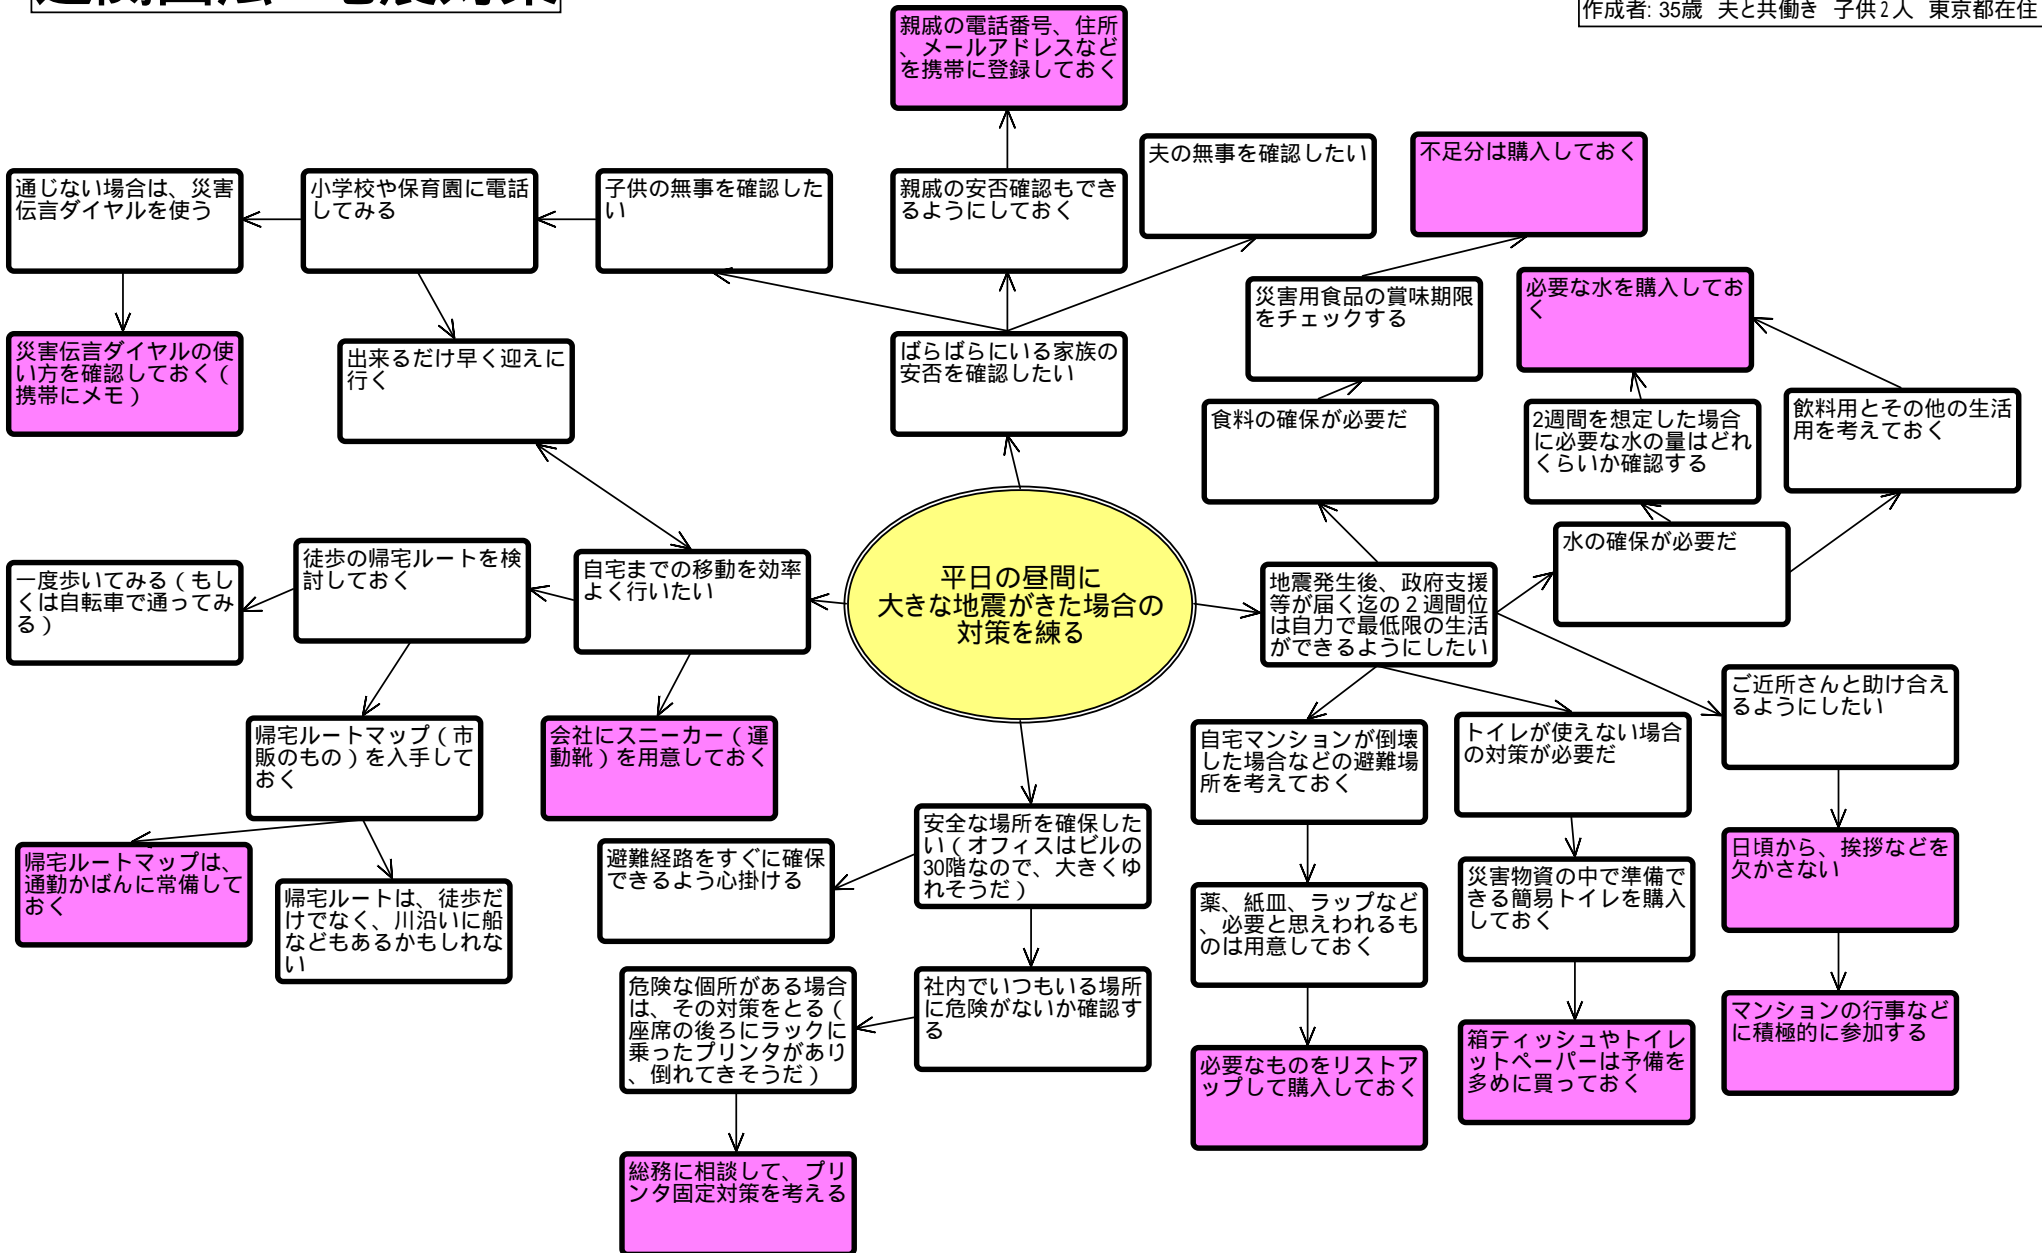 連関図法 地震対策
作成者: 35歳 夫と共働き 子供2人 東京都在住
親戚の電話番号、住所
、メールアドレスなど
を携帯に登録しておく
夫の無事を確認したい
不足分は購入しておく
通じない場合は、災害
伝言ダイヤルを使う
小学校や保育園に電話
してみる
子供の無事を確認した
い
親戚の安否確認もでき
るようにしておく
災害用食品の賞味期限
をチェックする
必要な水を購入してお
く
災害伝言ダイヤルの使
い方を確認しておく(
携帯にメモ)
出来るだけ早く迎えに
行く
ばらばらにいる家族の
安否を確認したい
食料の確保が必要だ
2週間を想定した場合
に必要な水の量はどれ
くらいか確認する
飲料用とその他の生活
用を考えておく
水の確保が必要だ
一度歩いてみる(もし
くは自転車で通ってみ
る)
徒歩の帰宅ルートを検
討しておく
自宅までの移動を効率
よく行いたい
平日の昼間に
大きな地震がきた場合の
対策を練る
地震発生後、政府支援
等が届く迄の2週間位
は自力で最低限の生活
ができるようにしたい
ご近所さんと助け合え
るようにしたい
帰宅ルートマップ(市
販のもの)を入手して
おく
会社にスニーカー(運
動靴)を用意しておく
自宅マンションが倒壊
した場合などの避難場
所を考えておく
トイレが使えない場合
の対策が必要だ
帰宅ルートマップは、
通勤かばんに常備して
おく
帰宅ルートは、徒歩だ
けでなく、川沿いに船
などもあるかもしれな
い
避難経路をすぐに確保
できるよう心掛ける
安全な場所を確保した
い(オフィスはビルの
30階なので、大きくゆ
れそうだ)
薬、紙皿、ラップなど
、必要と思えわれるも
のは用意しておく
災害物資の中で準備で
きる簡易トイレを購入
しておく
日頃から、挨拶などを
欠かさない
危険な個所がある場合
は、その対策をとる(
座席の後ろにラックに
乗ったプリンタがあり
、倒れてきそうだ)
社内でいつもいる場所
に危険がないか確認す
る
必要なものをリストア
ップして購入しておく
箱ティッシュやトイレ
ットペーパーは予備を
多めに買っておく
マンションの行事など
に積極的に参加する
総務に相談して、プリ
ンタ固定対策を考える